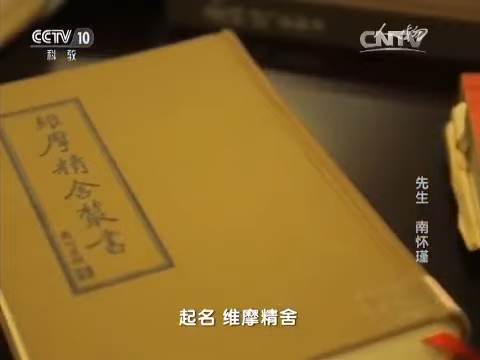 CCTV 10
科教
人物
CNTV
维摩精舍丛书
先生 南怀瑾
起名 维摩精舍